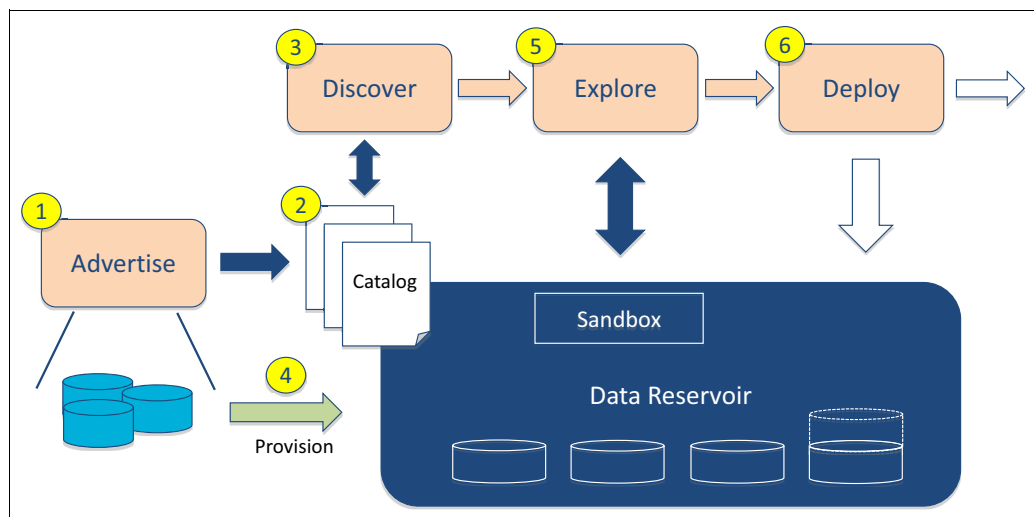 3
Discover
5
Explore
6
Deploy
1
Advertise
2
Catalog
Sandbox
Data Reservoir
4
Provision